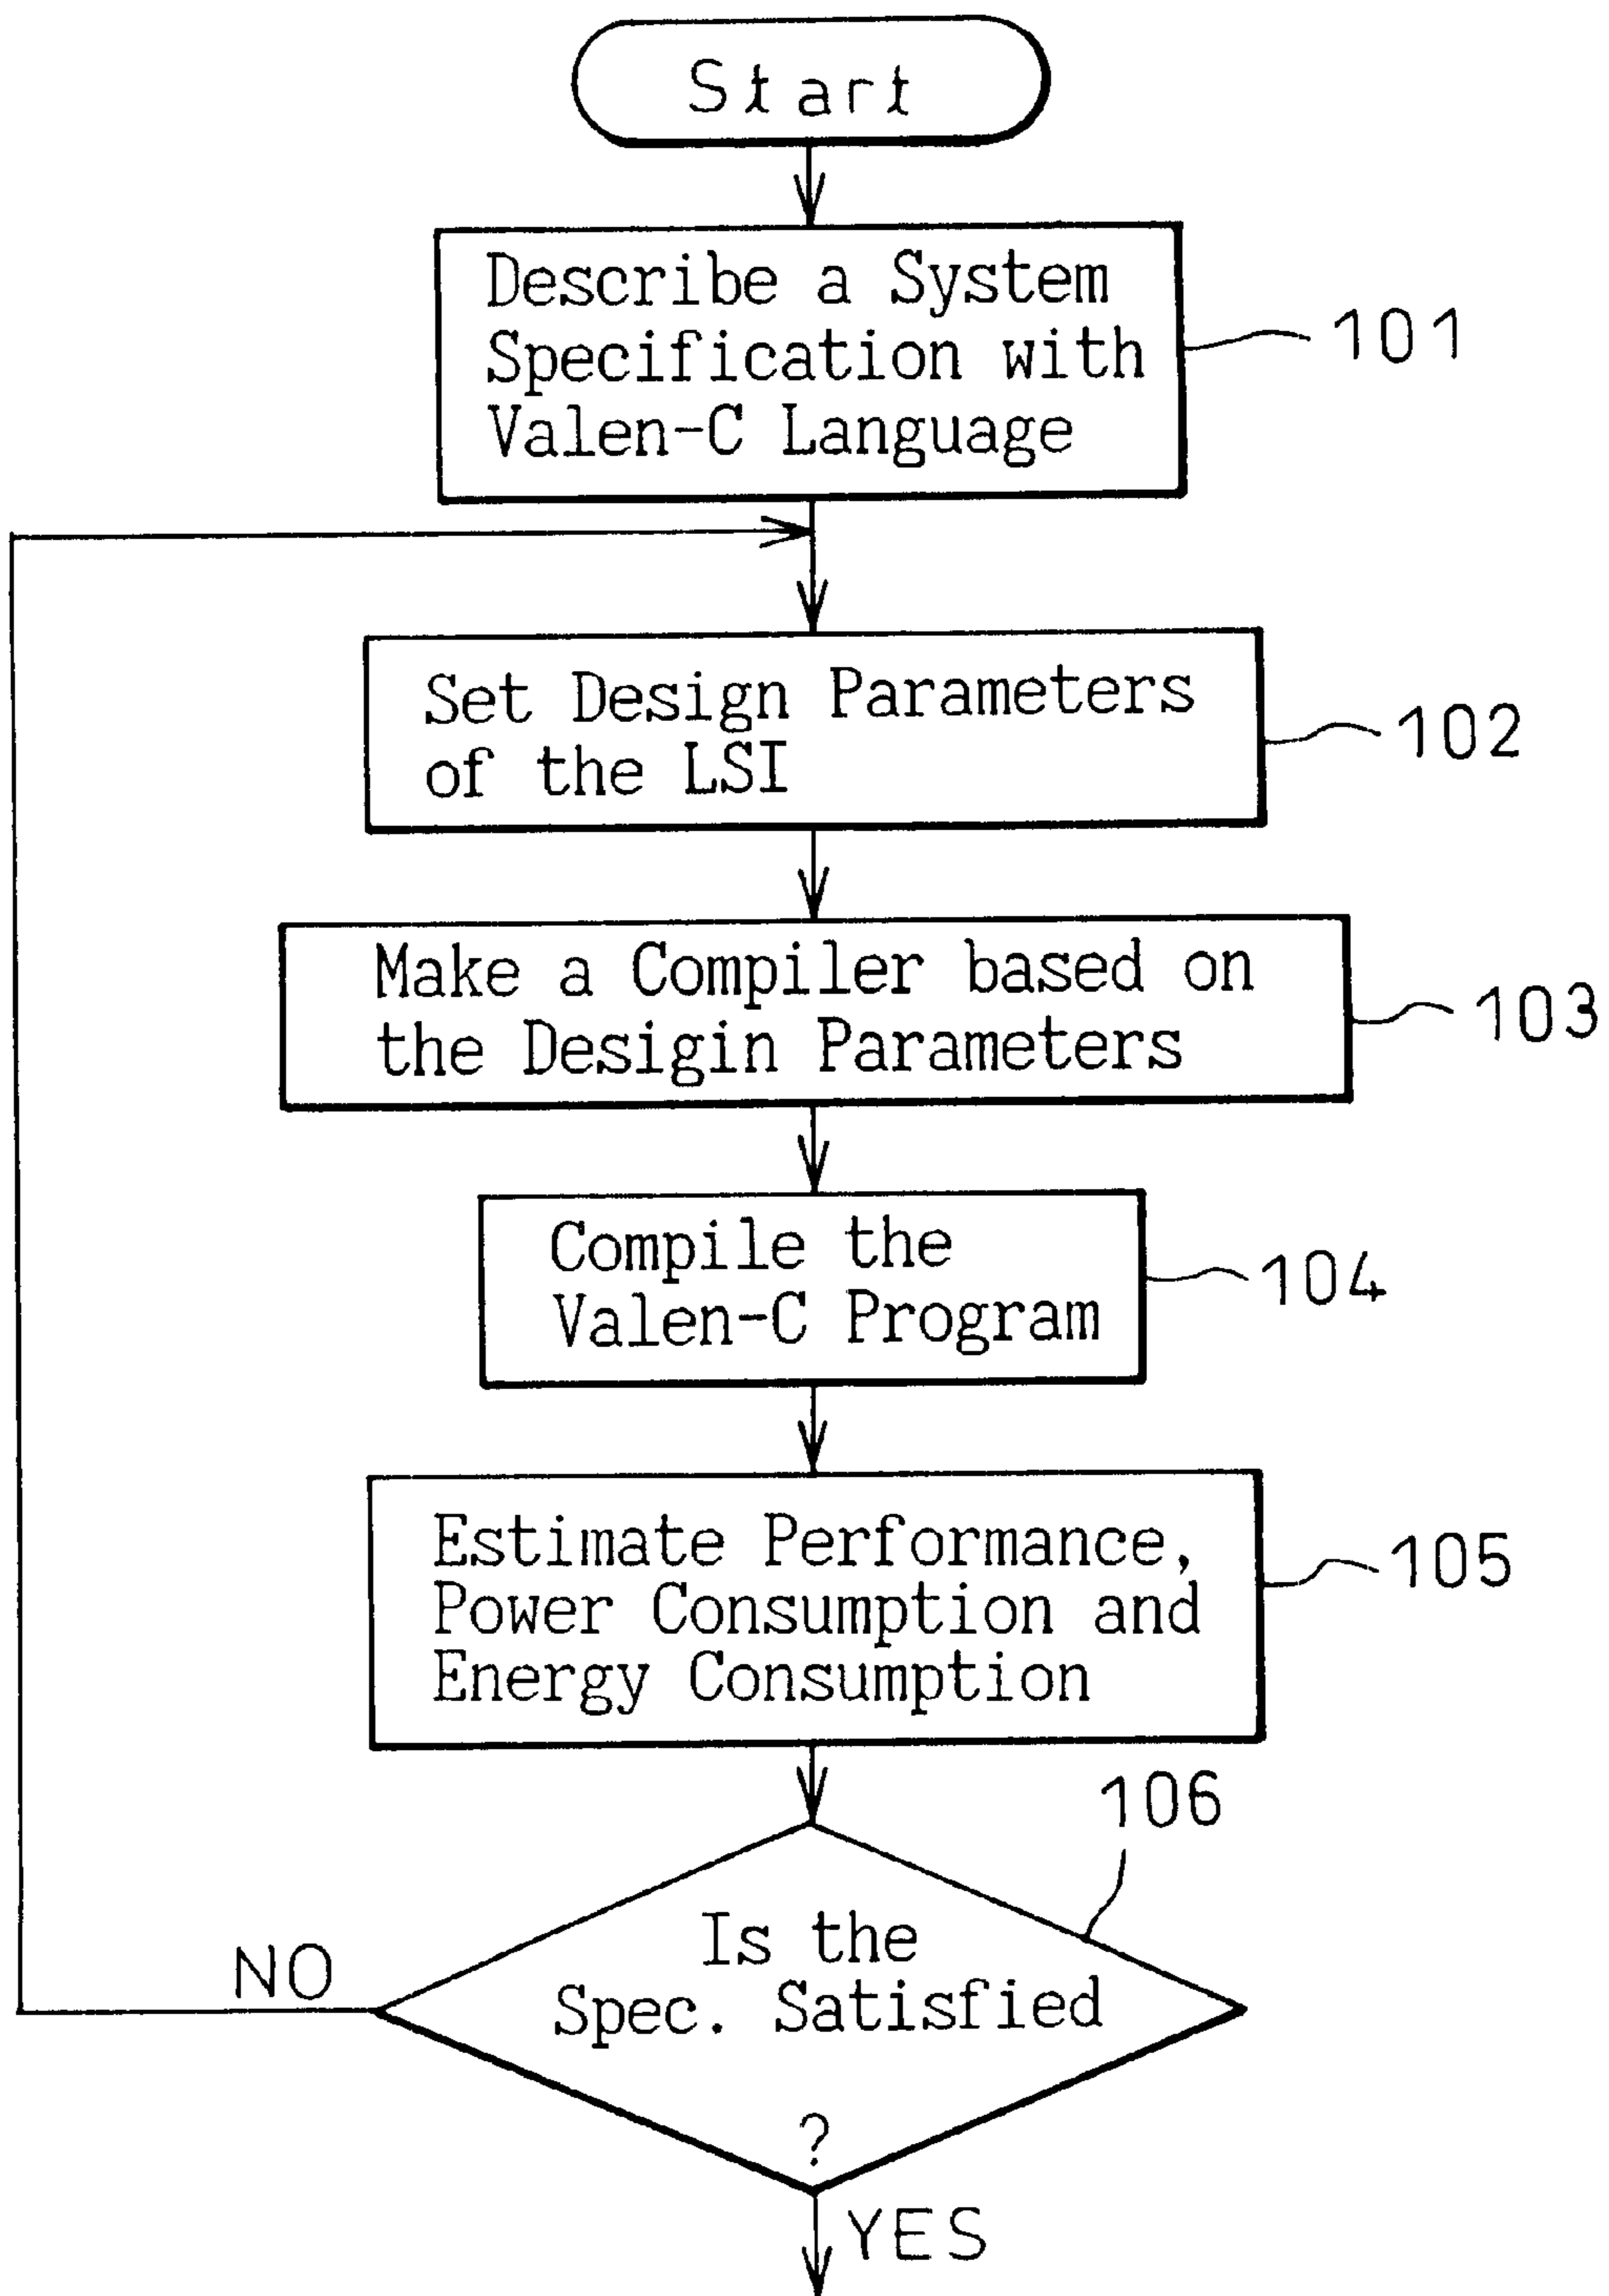 Start
Describe a System
Specification with
Valen-C Language
101
Set Design Parameters
of the LSI
102
Make a Compiler based on
the Desigin Parameters
103
Compile the
Valen-C Program
104
Estimate Performance,
Power Consumption and
Energy Consumption
105
106
Is the
Spec. Satisfied
?
NO
YES